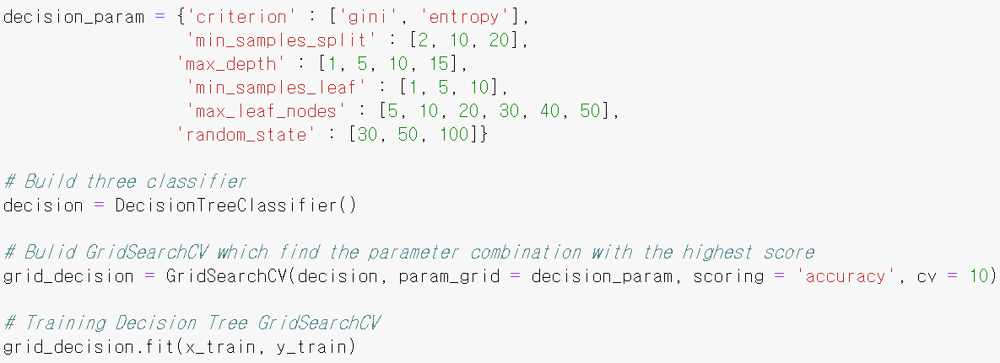 decision_param = {'criterion' : ['gini', 'entropy'],
'min_samples_split' : [2, 10, 20],
'max_depth' : [1, 5, 10, 15],
'min_samples_leaf' : [1, 5, 10],
'max_leaf_nodes' : [5, 10, 20, 30, 40, 50],
'random_state' : [30, 50, 100]}
# Build three classifier
decision = DecisionTreeClassifier()
# Bulid GridSearchCV which find the parameter combination with the highest score
grid_decision = GridSearchCV(decision, param_grid = decision_param, scoring = 'accuracy', cv = 10)
# Training Decision Tree GridSearchCV
grid_decision.fit(x_train, y_train)